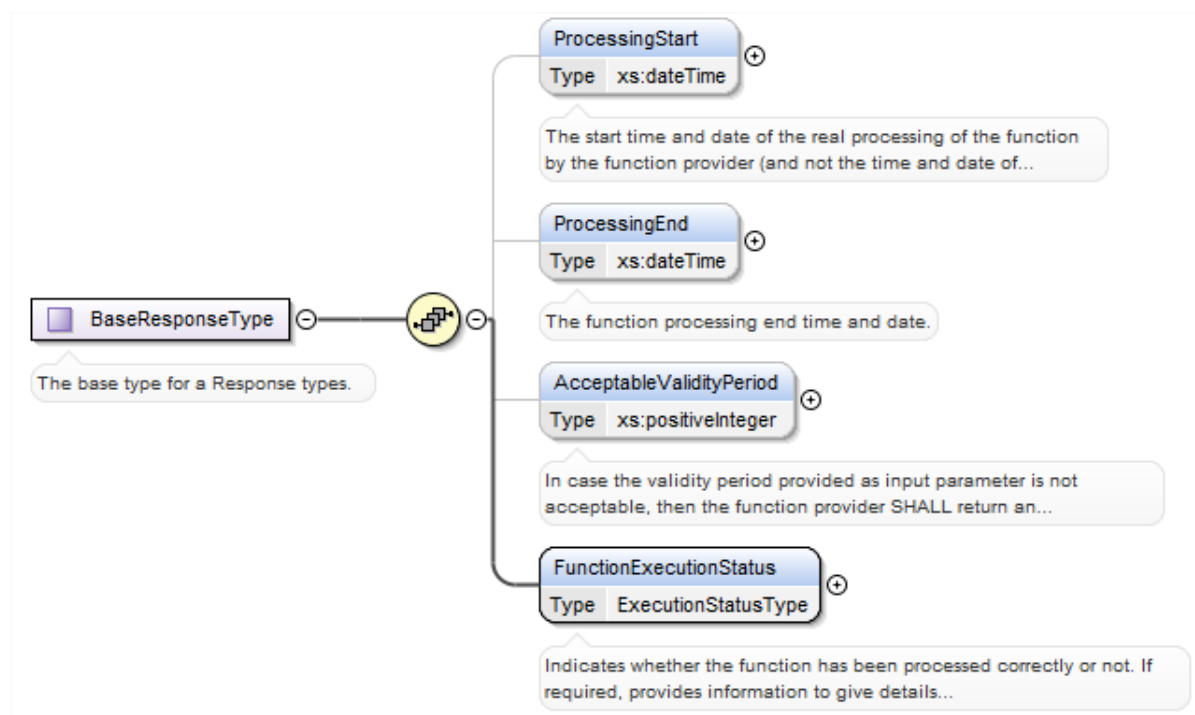 ProcessingStart
Type xs:dateTime
The start time and date of the real processing of the function
by the function provider (and not the time and date of...
ProcessingEnd
Type xs:dateTime
The function processing end time and date.
BaseResponseType
The base type for a Response types.
AcceptableValidityPeriod
Type xs:positiveInteger
In case the validity period provided as input parameter is not
acceptable, then the function provider SHALL return an...
FunctionExecutionStatus
Type ExecutionStatusType
Indicates whether the function has been processed correctly or not. If
required, provides information to give details...